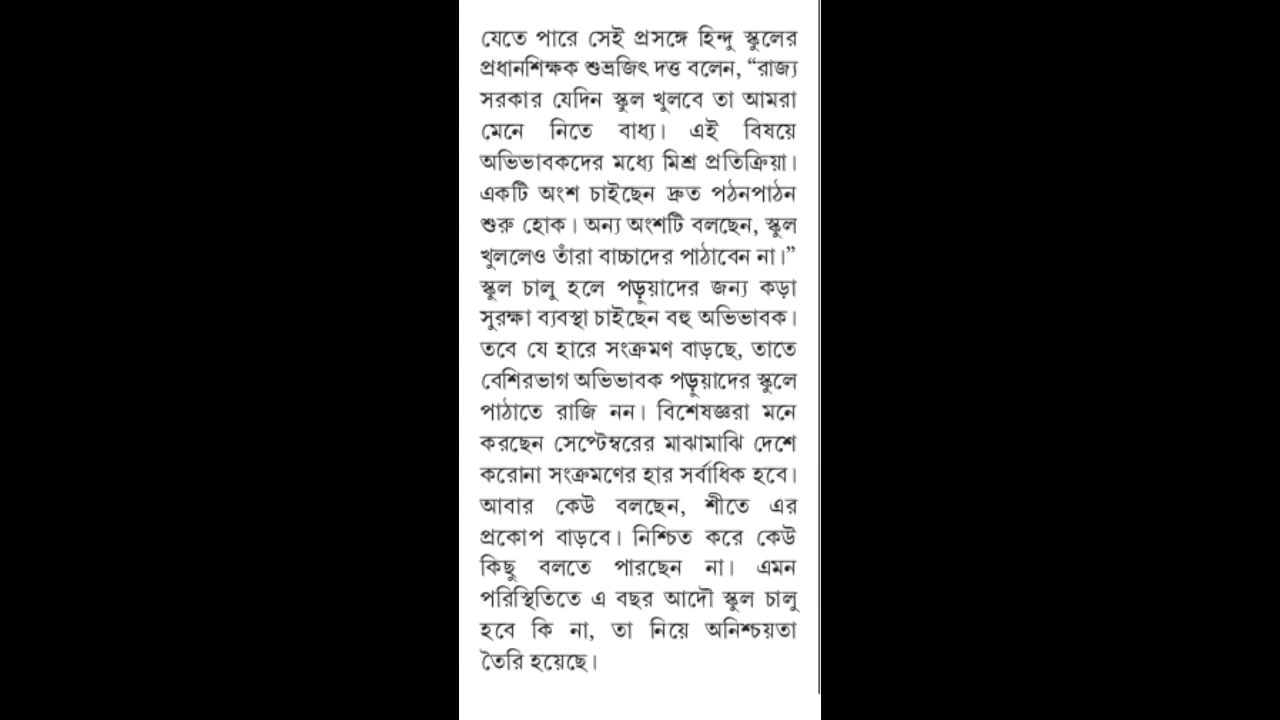 যেতে পারে সেই প্রসঙ্গে হিন্দু স্কুলের
প্রধানশিক্ষক শুভ্রজিৎ দত্ত বলেন, “রাজ্য
সরকার যেদিন স্কুল খুলবে তা আমরা
মেনে নিতে বাধ্য। এই বিষয়ে
অভিভাবকদের মধ্যে মিশ্র প্রতিক্রিয়া।
একটি অংশ চাইছেন দ্রুত পঠনপাঠন
শুরু হোক। অন্য অংশটি বলছেন, স্কুল
খুললেও তাঁরা বাচ্চাদের পাঠাবেন না।”
স্কুল চালু হলে পড়ুয়াদের জন্য কড়া
সুরক্ষা ব্যবস্থা চাইছেন বহু অভিভাবক।
তবে যে হারে সংক্রমণ বাড়ছে, তাতে
বেশিরভাগ অভিভাবক পড়ুয়াদের স্কুলে
পাঠাতে রাজি নন। বিশেষজ্ঞরা মনে
করছেন সেপ্টেম্বরের মাঝামাঝি দেশে
করোনা সংক্রমণের হার সর্বাধিক হবে।
আবার কেউ বলছেন, শীতে এর
প্রকোপ বাড়বে। নিশ্চিত করে কেউ
কিছু বলতে পারছেন না। এমন
পরিস্থিতিতে এ বছর আদৌ স্কুল চালু
হবে কি না, তা নিয়ে অনিশ্চয়তা
তৈরি হয়েছে।